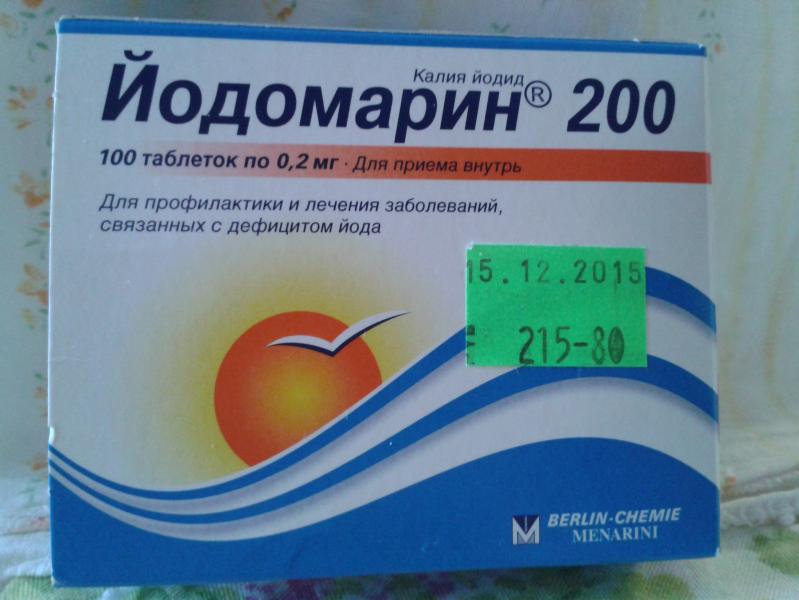 Калия йодид
Йодомарин® 200
100 таблеток по 0,2 мг · Для приема внутрь
Для профилактики и лечения заболеваний,
связанных с дефицитом йода
15.12.2015
215-80
BERLIN-CHEMIE
MENARINI